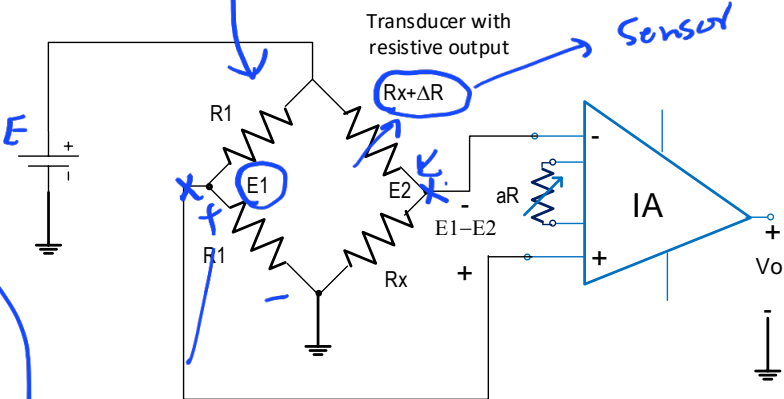 Transducer with
resistive output
Sensor
R1
Rx+ΔR
E
+
-
E1
E2
-
E1−E2
+
aR
-
IA
+
+
Vo
-
+
R1
-
Rx